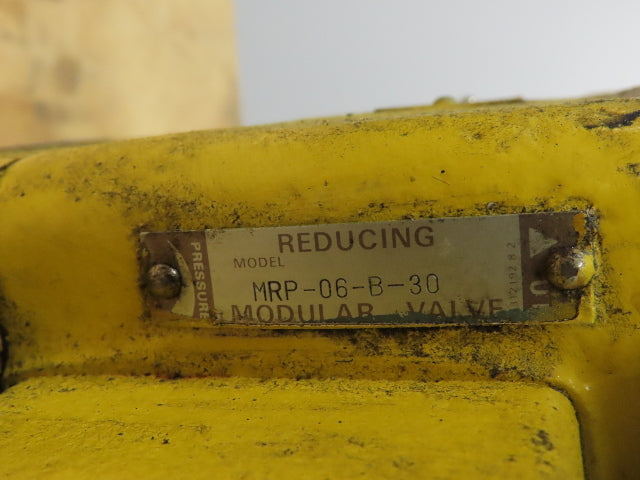 PRESSURE
REDUCING
MODEL
MRP-06-B-30
MODULAR VALVE